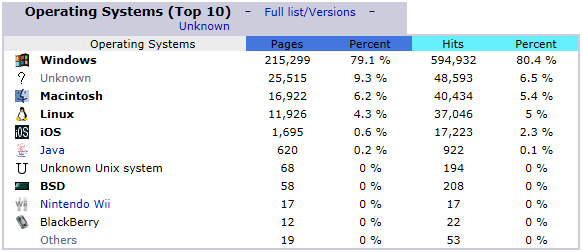 Operating Systems (Top 10) - Full list/Versions -
Unknown
Operating Systems Pages Percent Hits Percent
Windows 215,299 79.1 % 594,932 80.4 %
? Unknown 25,515 9.3 % 48,593 6.5 %
Macintosh 16,922 6.2 % 40,434 5.4 %
Linux 11,926 4.3 % 37,046 5 %
iOS iOS 1,695 0.6 % 17,223 2.3 %
Java 620 0.2 % 922 0.1 %
U Unknown Unix system 68 0 % 194 0 %
BSD 58 0 % 208 0 %
Nintendo Wii 17 0 % 17 0 %
BlackBerry 12 0 % 22 0 %
Others 19 0 % 53 0 %